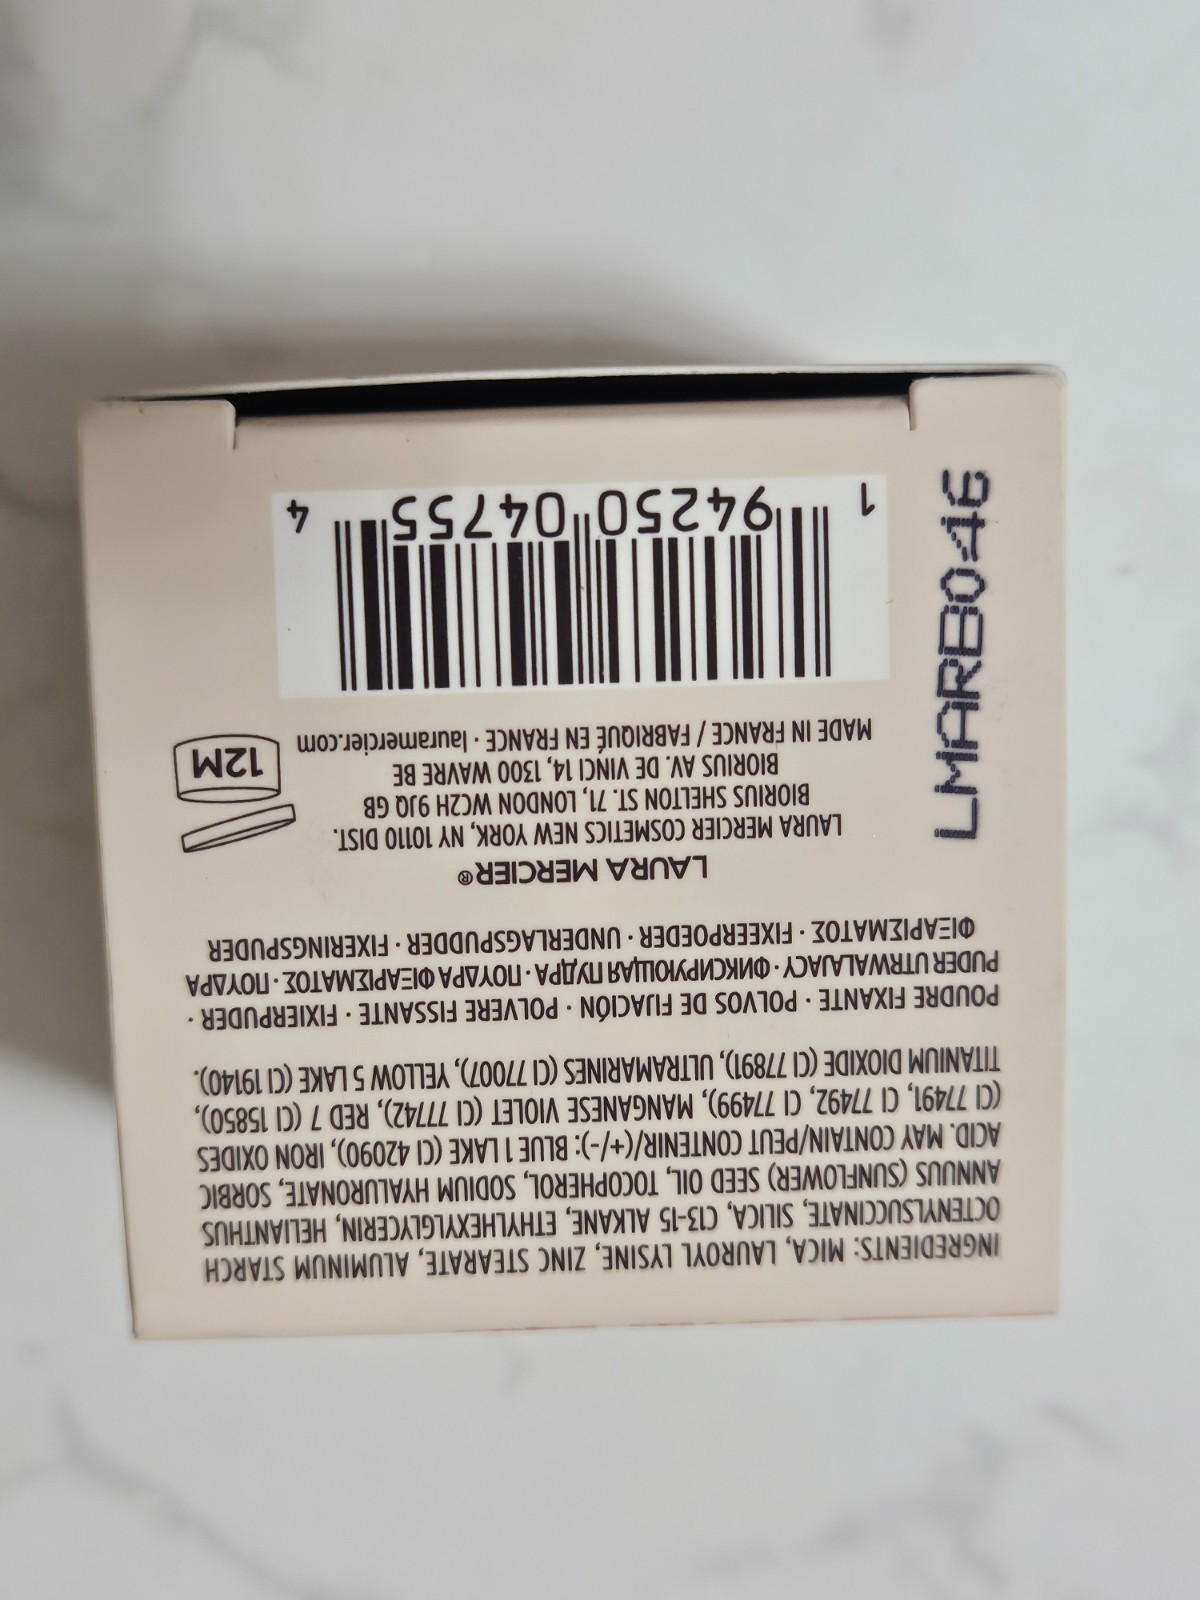 INGREDIENTS: MICA, LAUROYL LYSINE, ZINC STEARATE, ALUMINUM STARCH
OCTENYLSUCCINATE, SILICA, C13-15 ALKANE, ETHYLHEXYLGLYCERIN, HELIANTHUS
ANNUUS (SUNFLOWER) SEED OIL, TOCOPHEROL, SODIUM HYALURONATE, SORBIC
ACID. MAY CONTAIN/PEUT CONTENIR/(+/-): BLUE 1 LAKE (CI 42090), IRON OXIDES
(CI 77491, CI 77492, CI 77499), MANGANESE VIOLET (CI 77742), RED 7 (CI 15850),
TITANIUM DIOXIDE (CI 77891), ULTRAMARINES (CI 77007), YELLOW 5 LAKE (CI 19140).
POUDRE FIXANTE · POLVOS DE FIJACIÓN · POLVERE FISSANTE · FIXIERPUDER ·
PUDER UTRWALAJACY · ФИКСИРУЮЩАЯ ПУДРА · ΠΟΥΔΡΑ ΦΙΞΑΡΙΣΜΑΤΟΣ · ΠΟΥΔΡΑ
ΦΙΞΑΡΙΣΜΑΤΟΣ · FIXEERPOEDER · UNDERLAGSPUDDER · FIXERINGSPUDER
LAURA MERCIER®
LAURA MERCIER COSMETICS NEW YORK, NY 10110 DIST.
BIORIUS SHELTON ST. 71, LONDON WC2H 9JQ GB
BIORIUS AV. DE VINCI 14, 1300 WAVRE BE
MADE IN FRANCE / FABRIQUÉ EN FRANCE · lauramercier.com
12M
1 94250 04755 4
LMARB046